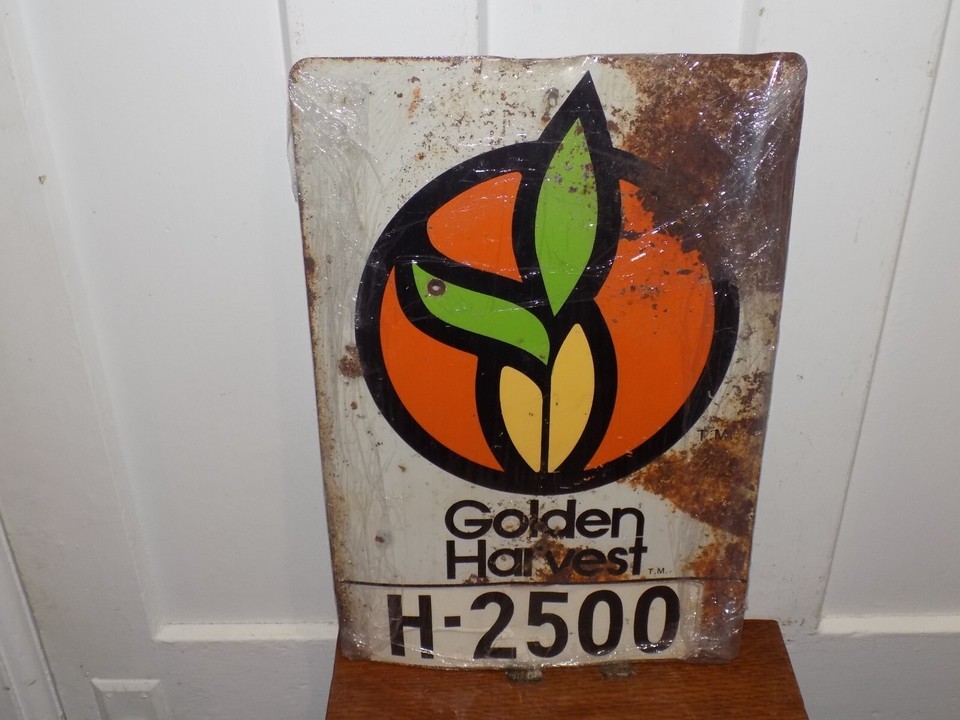 T.M.
Golden
Harvest T.M.
H-2500